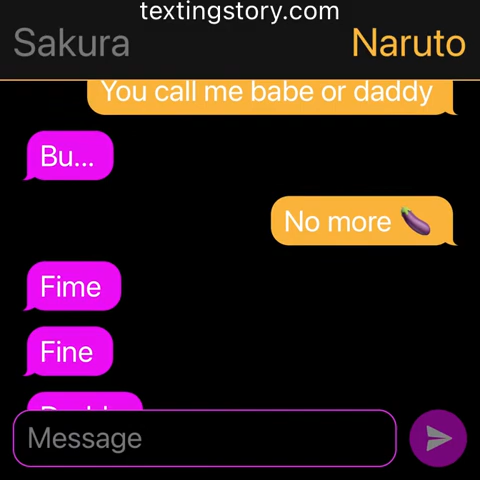 textingstory.com
Sakura
Naruto
You call me babe or daddy
Bu...
No more 🍆
Fime
Fine
Message